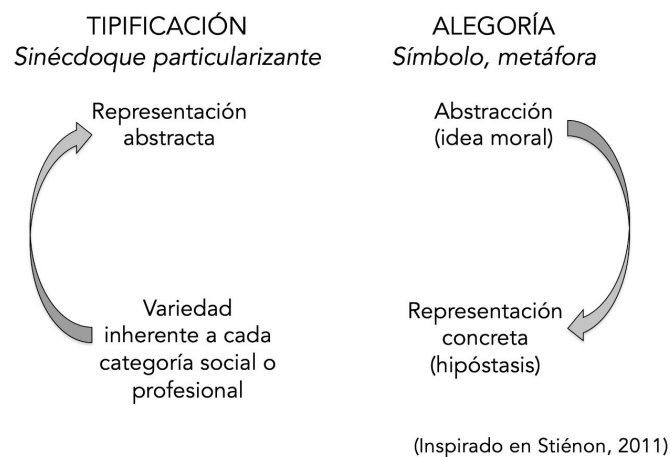 TIPIFICACIÓN
Sinécdoque particularizante
Representación
abstracta
Variedad
inherente a cada
categoría social o
profesional
ALEGORÍA
Símbolo, metáfora
Abstracción
(idea moral)
Representación
concreta
(hipóstasis)
(Inspirado en Stiénon, 2011)